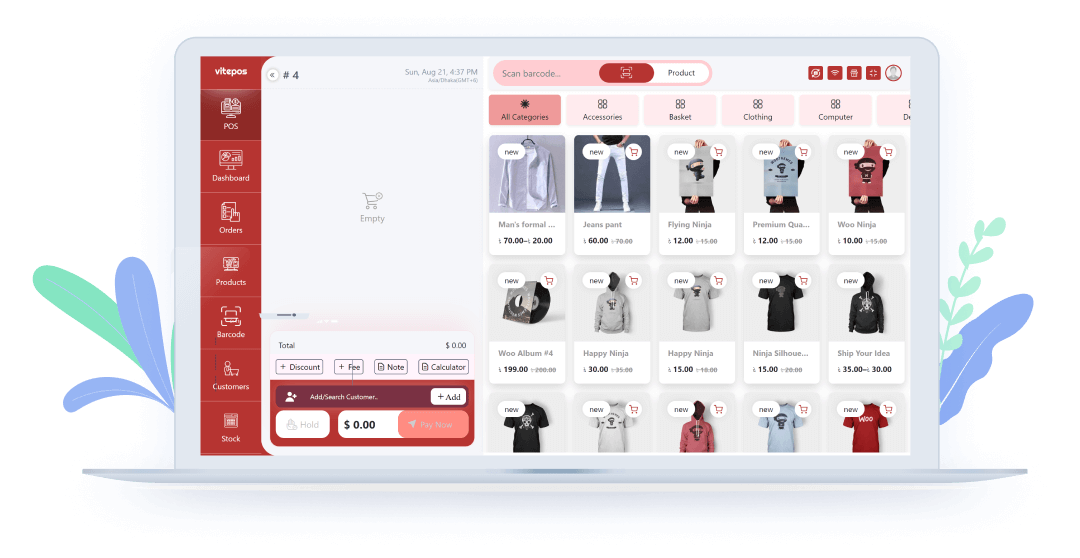 vitepos
POS
Dashboard
Orders
Products
Barcode
Customers
Stock
« # 4
Sun, Aug 21, 4:37 PM
Asia/Dhaka(GMT+6)
Empty
Total $ 0.00
+ Discount + Fee Note Calculator
Add/Search Customer.. + Add
Hold $ 0.00 Pay Now
Scan barcode... Product
All Categories Accessories Basket Clothing Computer De
new new new new new
Man's formal ... Jeans pant Flying Ninja Premium Qua... Woo Ninja
৳ 70.00–৳ 20.00 ৳ 60.00 ৳ 70.00 ৳ 12.00 ৳ 15.00 ৳ 12.00 ৳ 15.00 ৳ 10.00 ৳ 15.00
new new new new new
Woo Album #4 Happy Ninja Happy Ninja Ninja Silhoue... Ship Your Idea
৳ 199.00 ৳ 200.00 ৳ 30.00 ৳ 35.00 ৳ 15.00 ৳ 18.00 ৳ 15.00 ৳ 20.00 ৳ 35.00–৳ 30.00
new new new new new
WOO